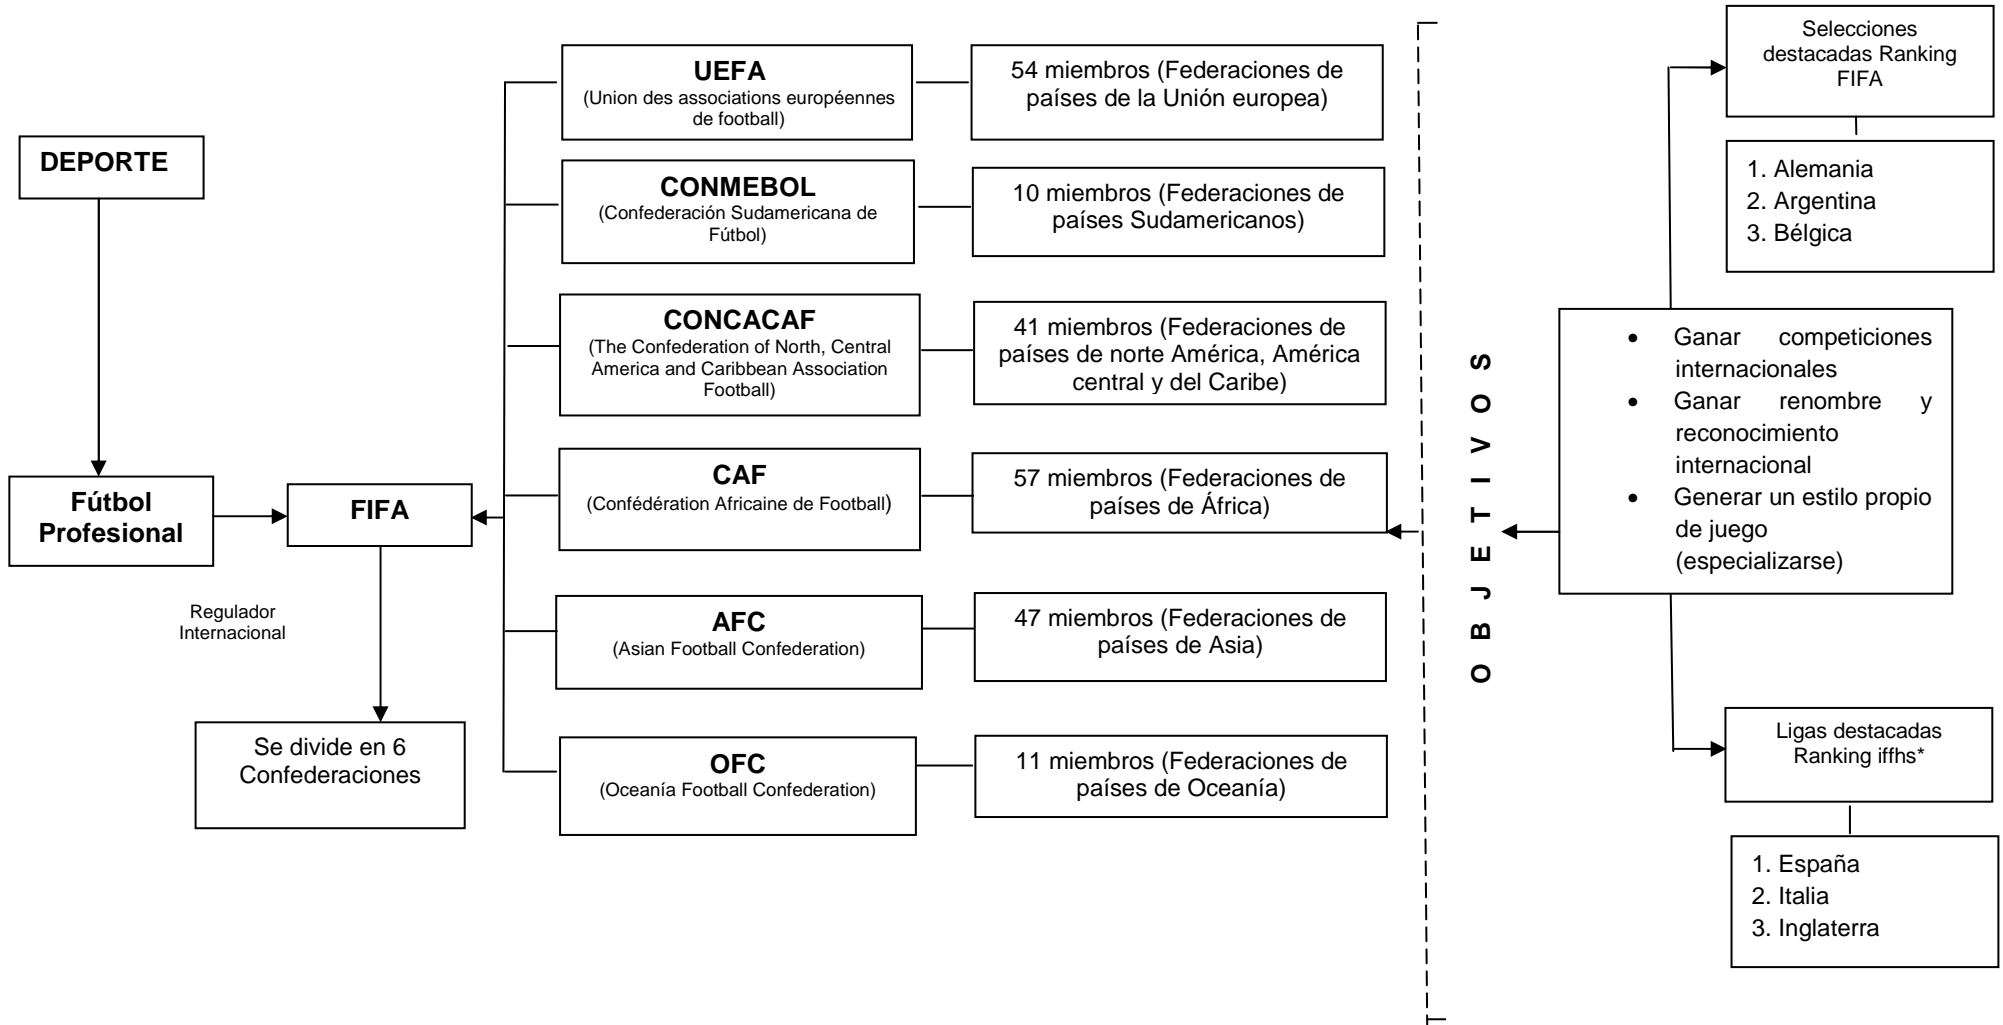 DEPORTE
Fútbol
Profesional
FIFA
Regulador
Internacional
Se divide en 6
Confederaciones
UEFA
(Union des associations européennes
de football)
54 miembros (Federaciones de
países de la Unión europea)
CONMEBOL
(Confederación Sudamericana de
Fútbol)
10 miembros (Federaciones de
países Sudamericanos)
CONCACAF
(The Confederation of North, Central
America and Caribbean Association
Football)
41 miembros (Federaciones de
países de norte América, América
central y del Caribe)
CAF
(Confédération Africaine de Football)
57 miembros (Federaciones de
países de África)
AFC
(Asian Football Confederation)
47 miembros (Federaciones de
países de Asia)
OFC
(Oceanía Football Confederation)
11 miembros (Federaciones de
países de Oceanía)
OBJETIVOS
Selecciones
destacadas Ranking
FIFA
1. Alemania
2. Argentina
3. Bélgica
• Ganar competiciones
internacionales
• Ganar renombre y
reconocimiento
internacional
• Generar un estilo propio
de juego
(especializarse)
Ligas destacadas
Ranking iffhs*
1. España
2. Italia
3. Inglaterra